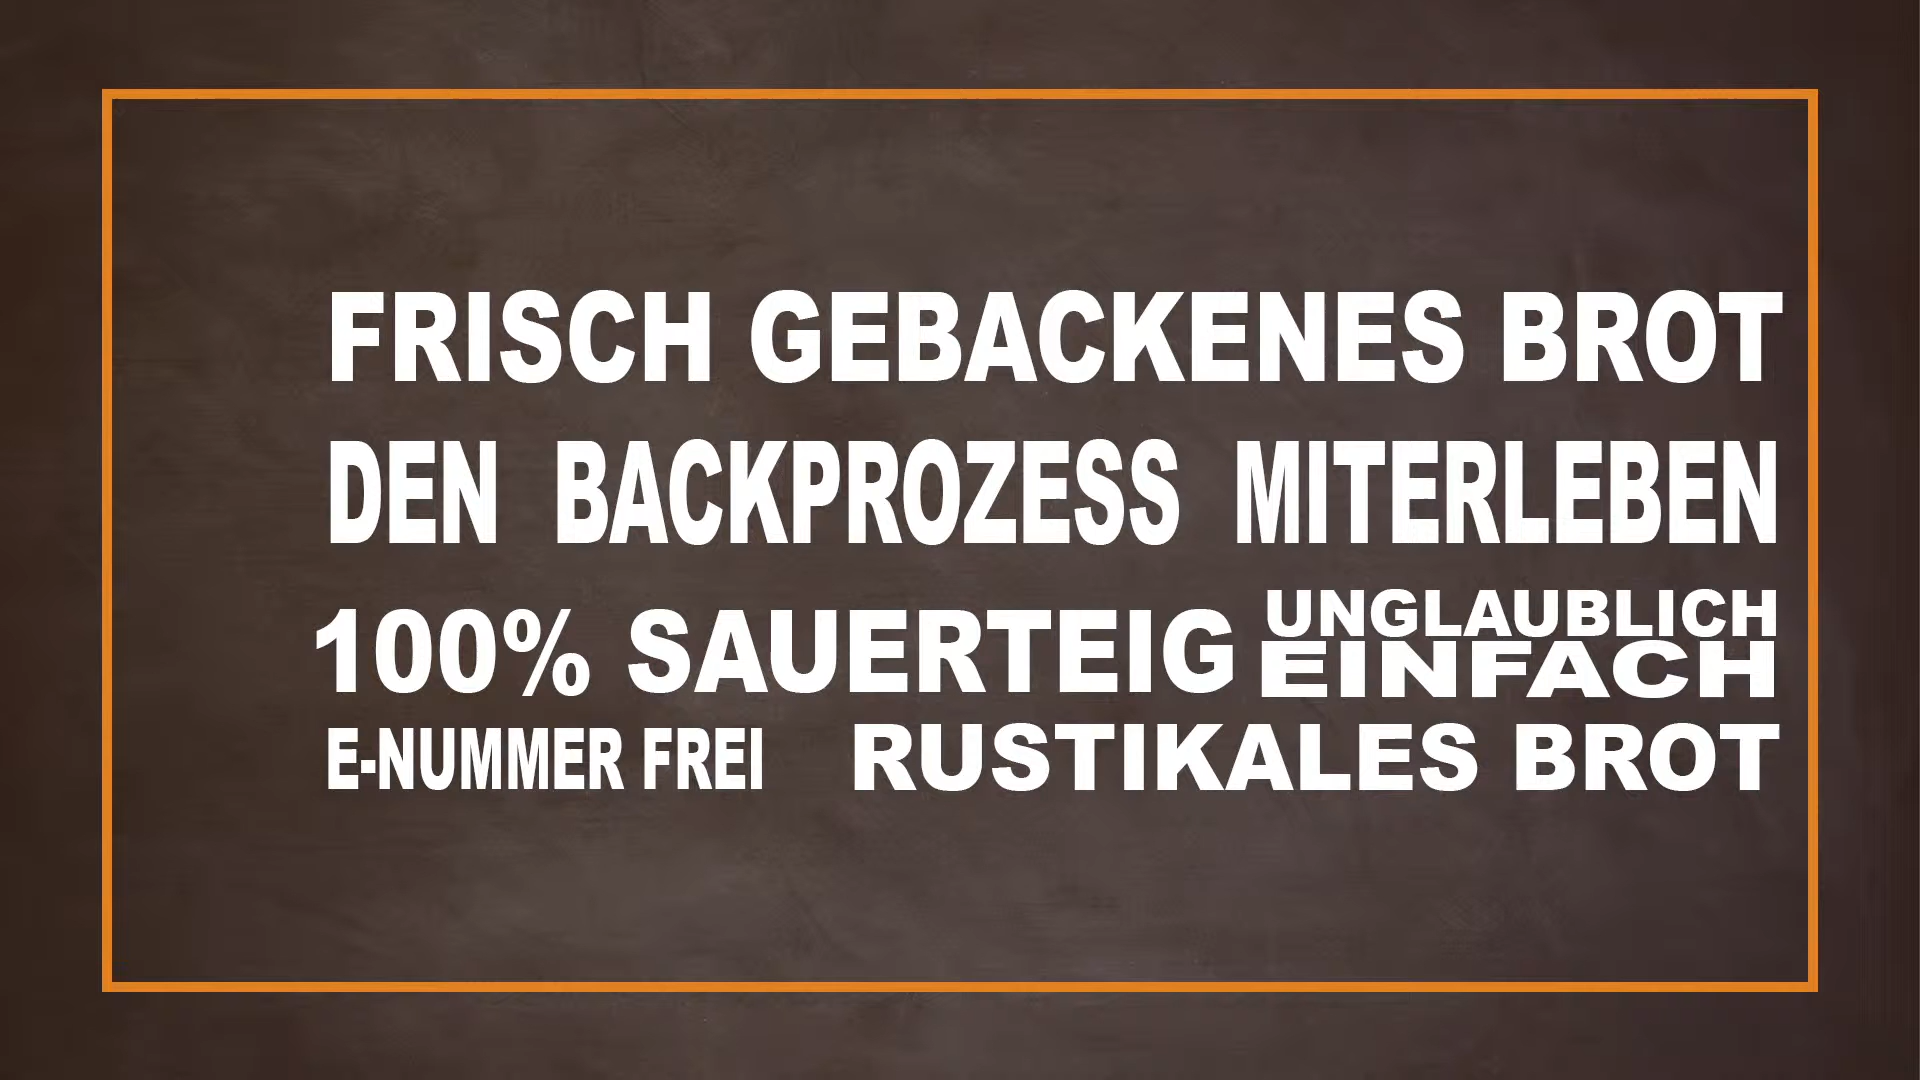 FRISCH GEBACKENES BROT
DEN BACKPROZESS MITERLEBEN
100% SAUERTEIG
UNGLAUBLICH
EINFACH
E-NUMMER FREI
RUSTIKALES BROT